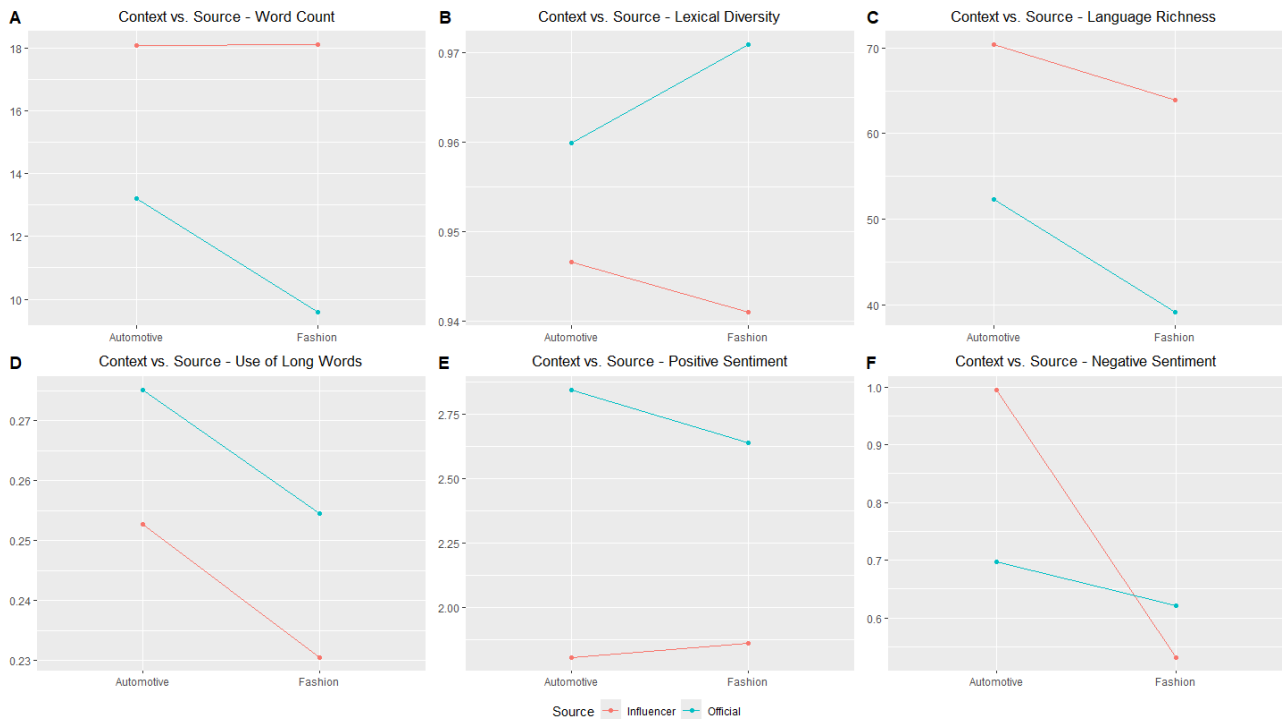 A Context vs. Source - Word Count
18
16
14
12
10
Automotive Fashion
B Context vs. Source - Lexical Diversity
0.97
0.96
0.95
0.94
Automotive Fashion
C Context vs. Source - Language Richness
70
60
50
40
Automotive Fashion
D Context vs. Source - Use of Long Words
0.27
0.26
0.25
0.24
0.23
Automotive Fashion
E Context vs. Source - Positive Sentiment
2.75
2.50
2.25
2.00
Automotive Fashion
F Context vs. Source - Negative Sentiment
1.0
0.9
0.8
0.7
0.6
Automotive Fashion
Source Influencer Official